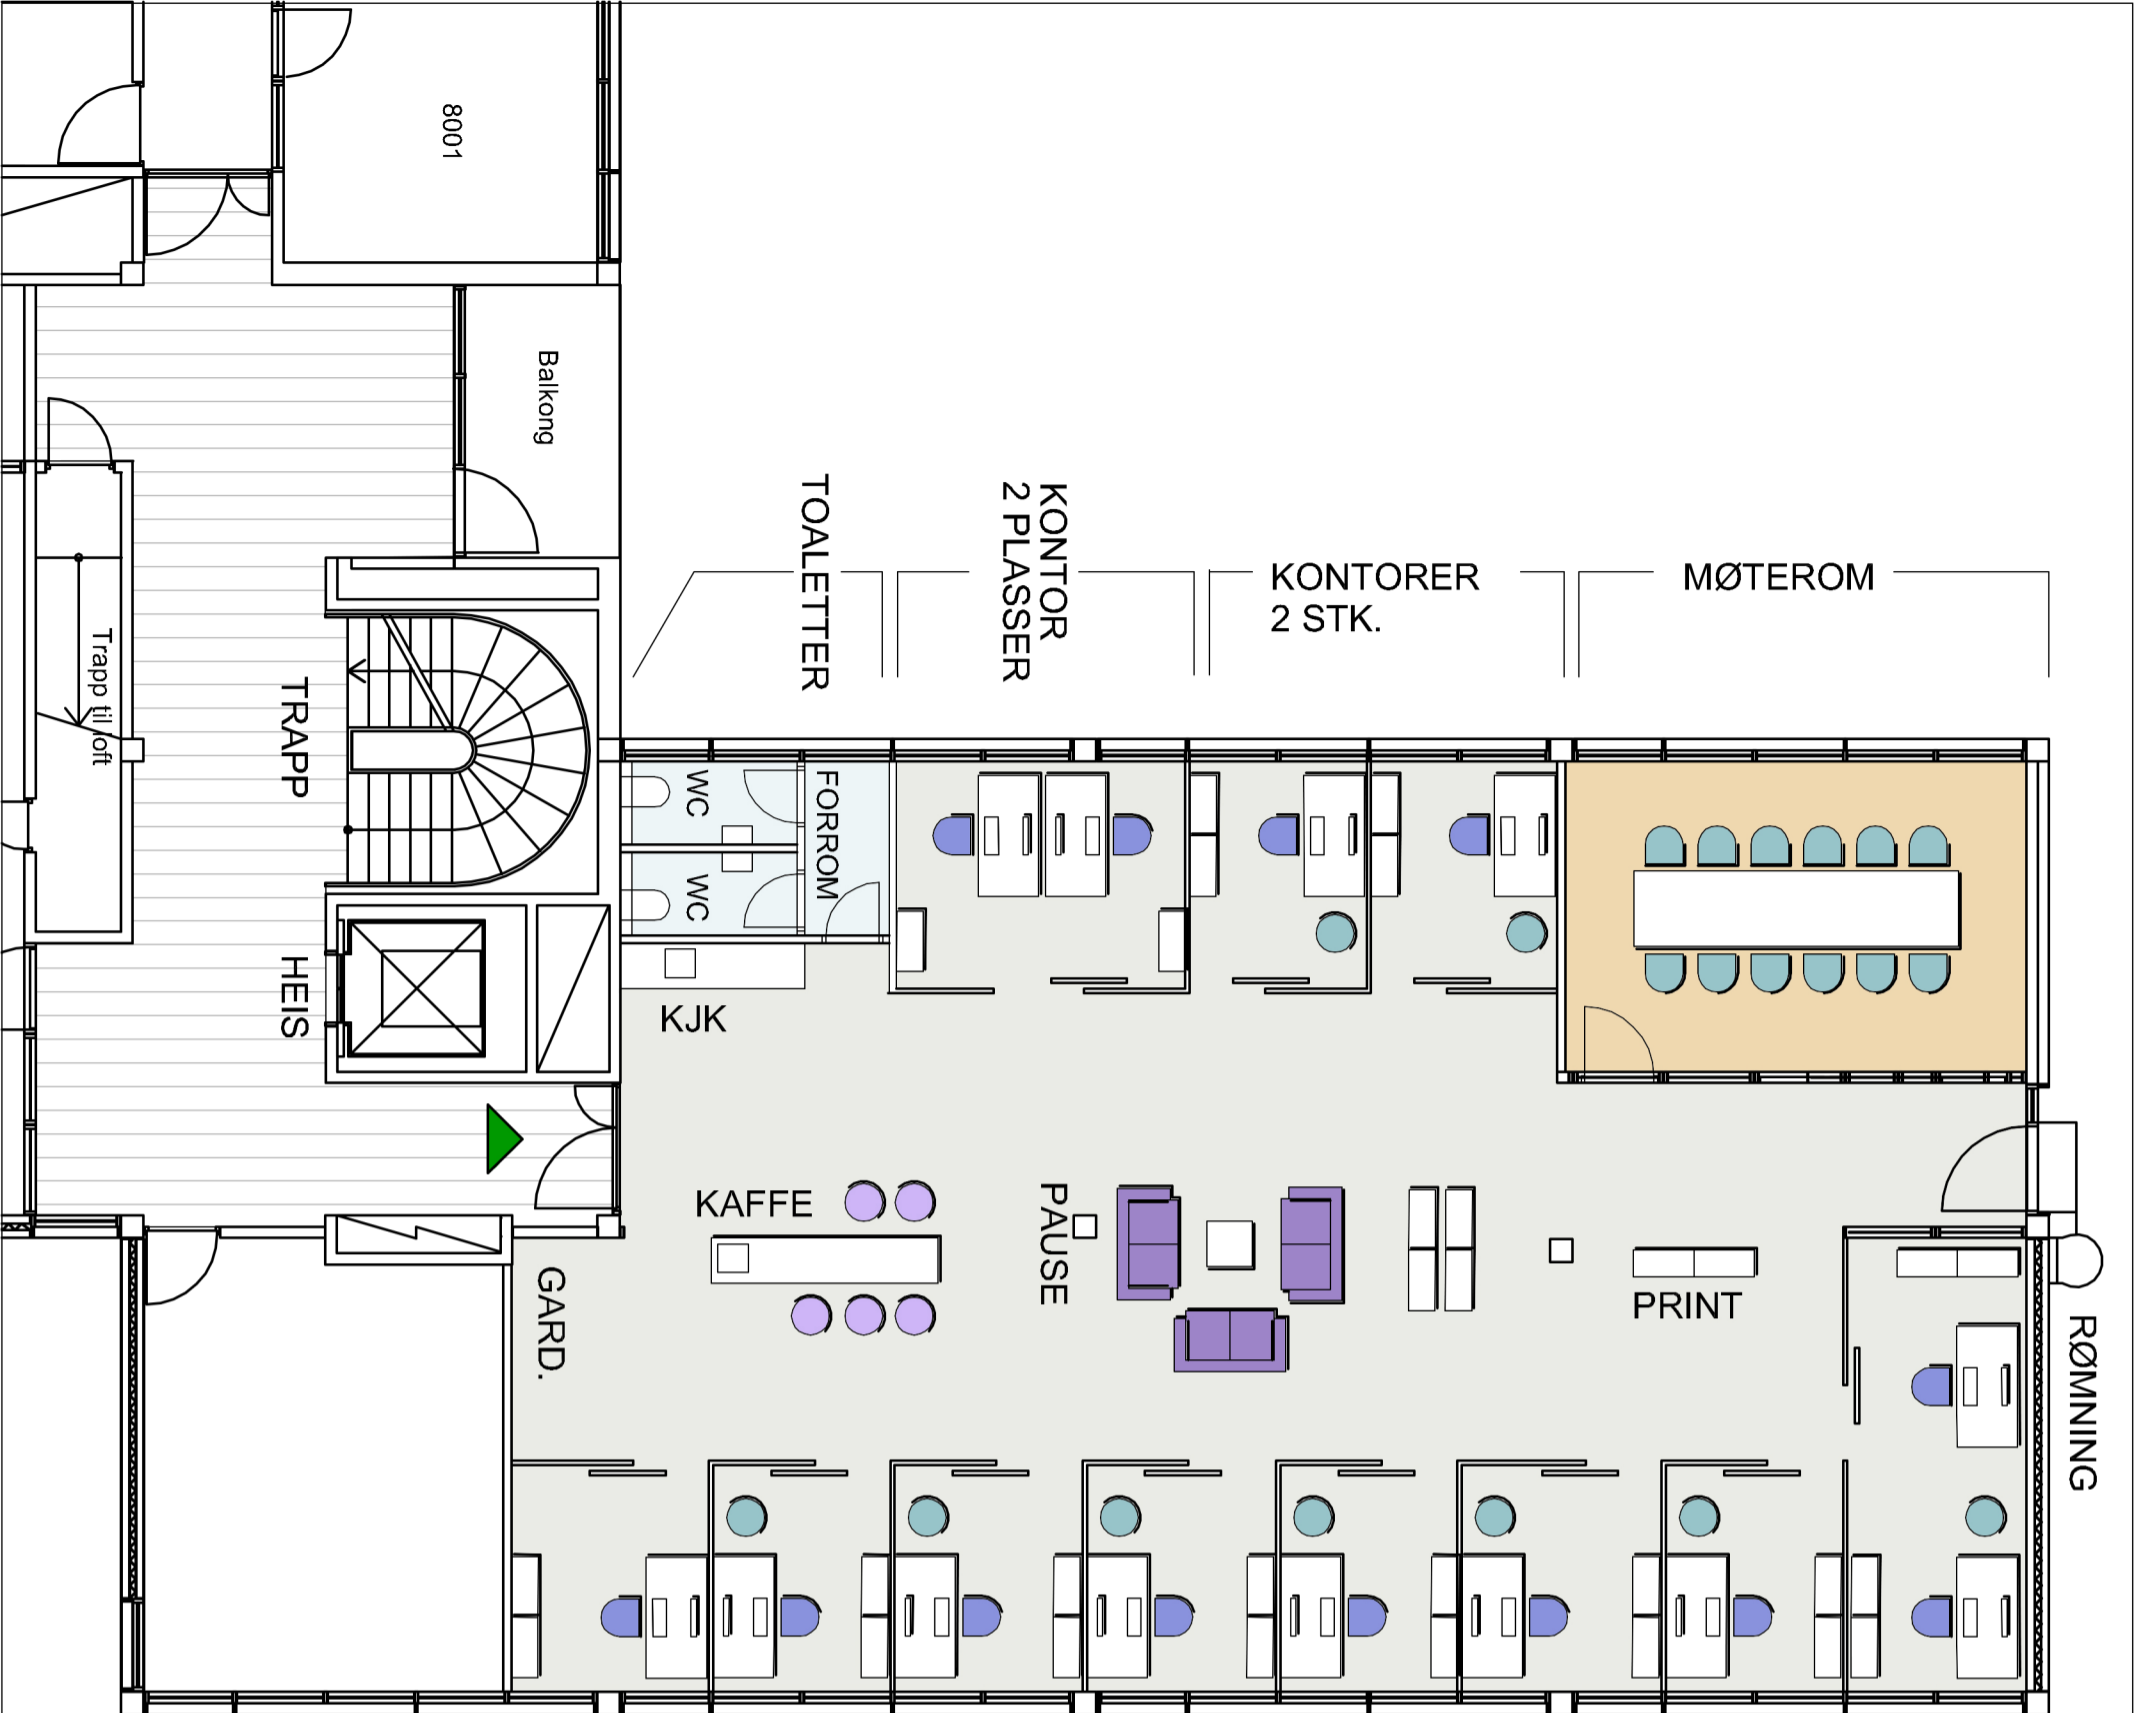 8001
Balkong
TOALETTER
KONTOR
2 PLASSER
KONTORER
2 STK.
MØTEROM
Trapp til loft
TRAPP
HEIS
WC
WC
FORROM
KJK
KAFFE
PAUSE
GARD.
PRINT
RØMNING